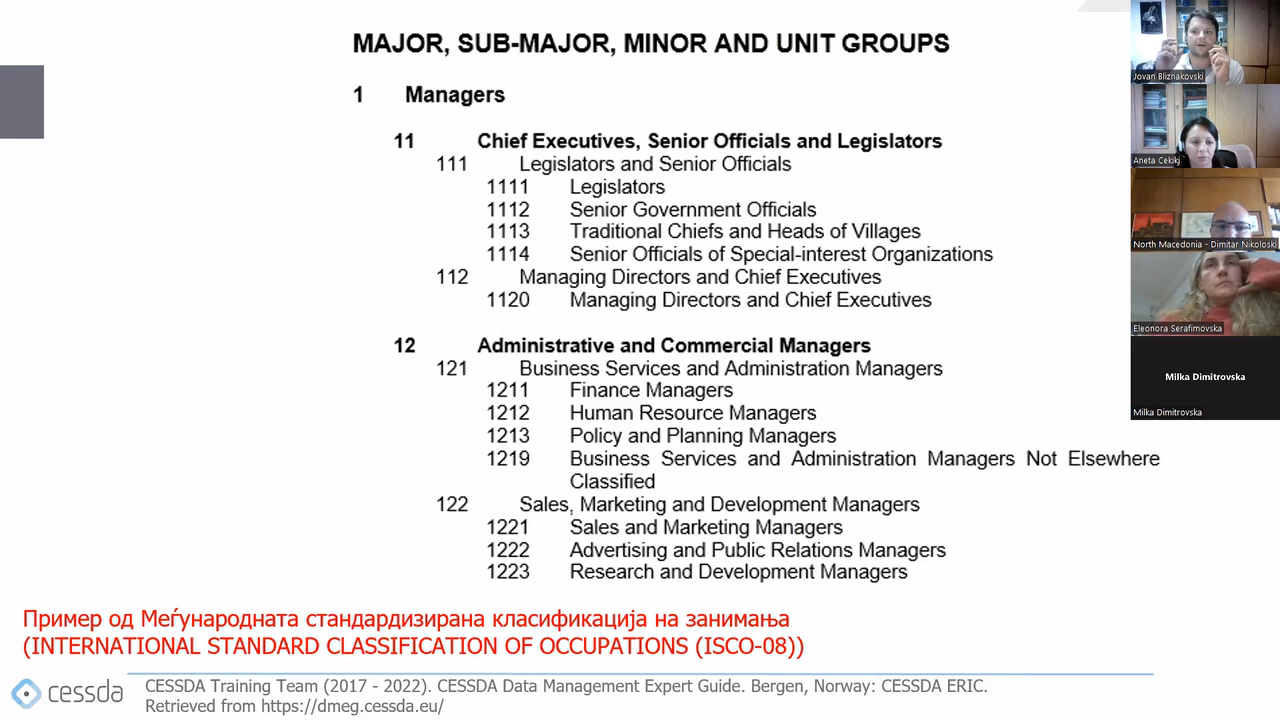 MAJOR, SUB-MAJOR, MINOR AND UNIT GROUPS
1 Managers
11 Chief Executives, Senior Officials and Legislators
111 Legislators and Senior Officials
1111 Legislators
1112 Senior Government Officials
1113 Traditional Chiefs and Heads of Villages
1114 Senior Officials of Special-interest Organizations
112 Managing Directors and Chief Executives
1120 Managing Directors and Chief Executives
12 Administrative and Commercial Managers
121 Business Services and Administration Managers
1211 Finance Managers
1212 Human Resource Managers
1213 Policy and Planning Managers
1219 Business Services and Administration Managers Not Elsewhere
Classified
122 Sales, Marketing and Development Managers
1221 Sales and Marketing Managers
1222 Advertising and Public Relations Managers
1223 Research and Development Managers
Пример од Меѓународната стандардизирана класификација на занимања
(INTERNATIONAL STANDARD CLASSIFICATION OF OCCUPATIONS (ISCO-08))
cessda
CESSDA Training Team (2017 - 2022). CESSDA Data Management Expert Guide. Bergen, Norway: CESSDA ERIC.
Retrieved from https://dmeg.cessda.eu/
Jovan Bliznakovski
Aneta Cekikj
North Macedonia - Dimitar Nikoloski
Eleonora Serafimovska
Milka Dimitrovska
Milka Dimitrovska